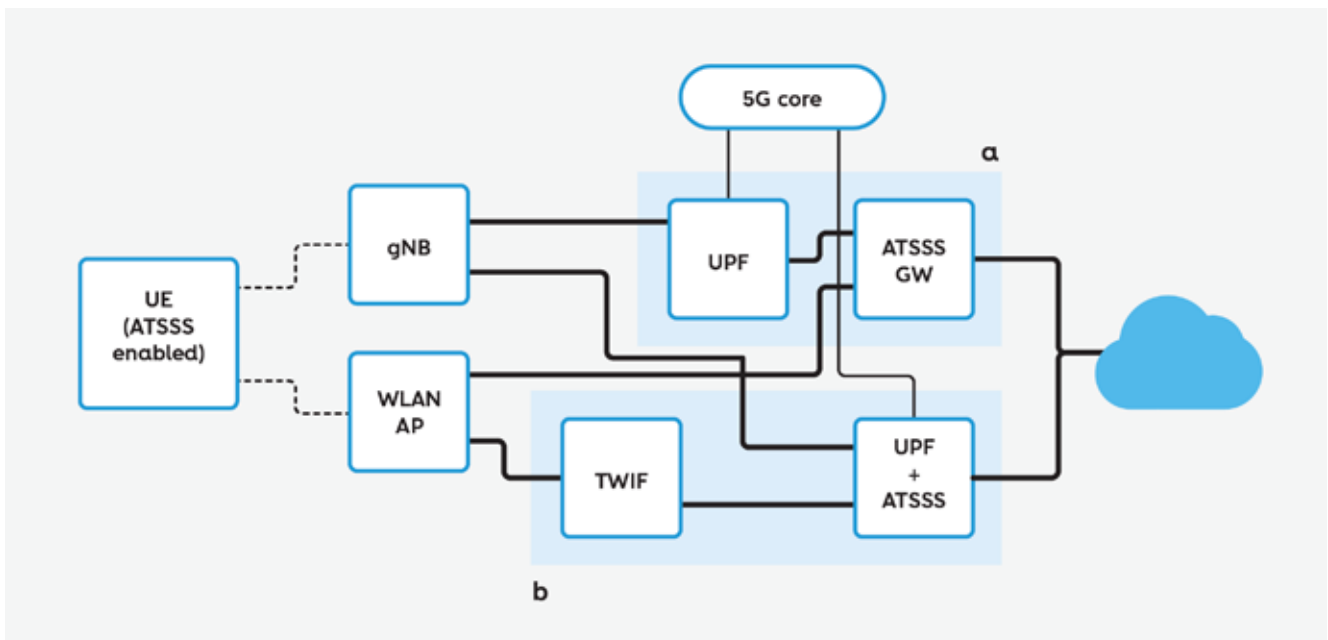 5G core
a
gNB
UPF
ATSSS
GW
UE
(ATSSS
enabled)
WLAN
AP
TWIF
UPF
+
ATSSS
b